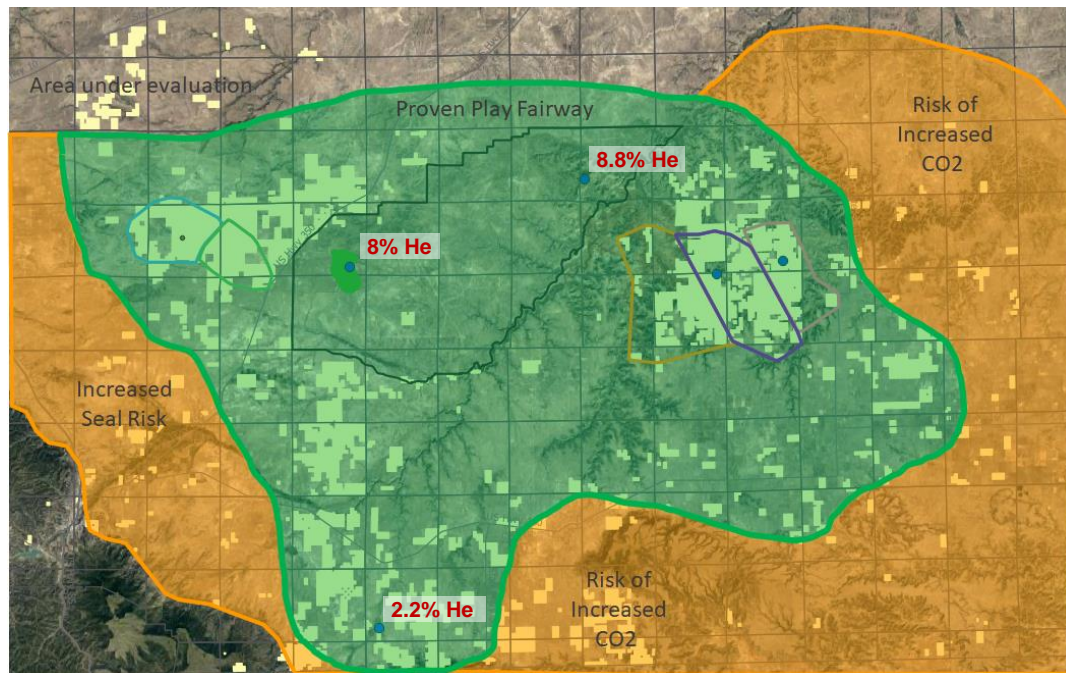 Area under evaluation
Proven Play Fairway
Risk of
Increased
CO2
8.8% He
8% He
Increased
Seal Risk
2.2% He
Risk of
Increased
CO2